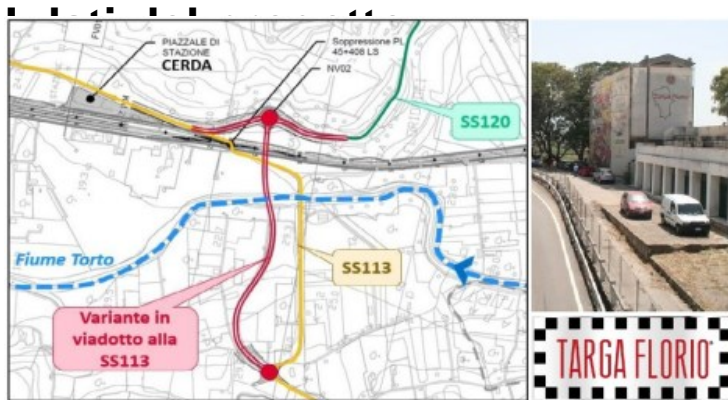 PIAZZALE DI
STAZIONE
CERDA
Soppressione PL
45+408 LS
NV02
SS120
Fiume Torto
SS113
Variante in
viadotto alla
SS113
TARGA FLORIO